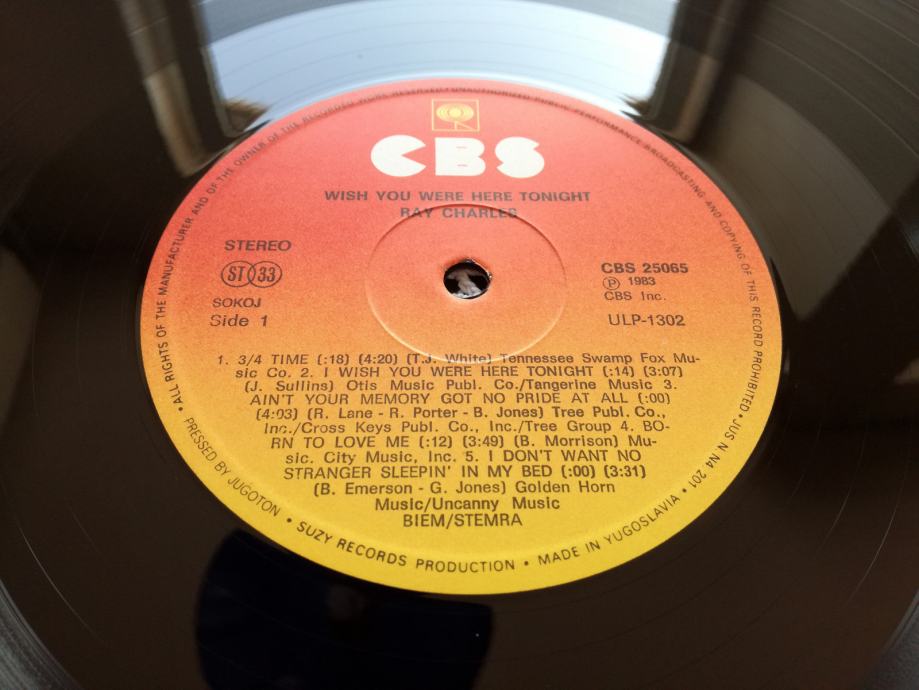 CBS
WISH YOU WERE HERE TONIGHT
RAY CHARLES
STEREO
ST 33
SOKOJ
Side 1
CBS 25065
Ⓟ 1983
CBS Inc.
ULP-1302
1. 3/4 TIME (:18) (4:20) (T.J. White) Tennessee Swamp Fox Mu-
sic Co. 2. I WISH YOU WERE HERE TONIGHT (:14) (3:07)
(J. Sullins) Otis Music Publ. Co./Tangerine Music 3.
AIN'T YOUR MEMORY GOT NO PRIDE AT ALL (:00)
(4:03) (R. Lane - R. Porter - B. Jones) Tree Publ. Co.,
Inc./Cross Keys Publ. Co., Inc./Tree Group 4. BO-
RN TO LOVE ME (:12) (3:49) (B. Morrison) Mu-
sic. City Music, Inc. 5. I DON'T WANT NO
STRANGER SLEEPIN' IN MY BED (:00) (3:31)
(B. Emerson - G. Jones) Golden Horn
Music/Uncanny Music
BIEM/STEMRA
• ALL RIGHTS OF THE MANUFACTURER AND OF THE OWNER OF THE RECORDED WORK RESERVED • UNAUTHORIZED PUBLIC PERFORMANCE BROADCASTING AND COPYING OF THIS RECORD PROHIBITED • JUS N N4 201
PRESSED BY JUGOTON • SUZY RECORDS PRODUCTION • MADE IN YUGOSLAVIA •